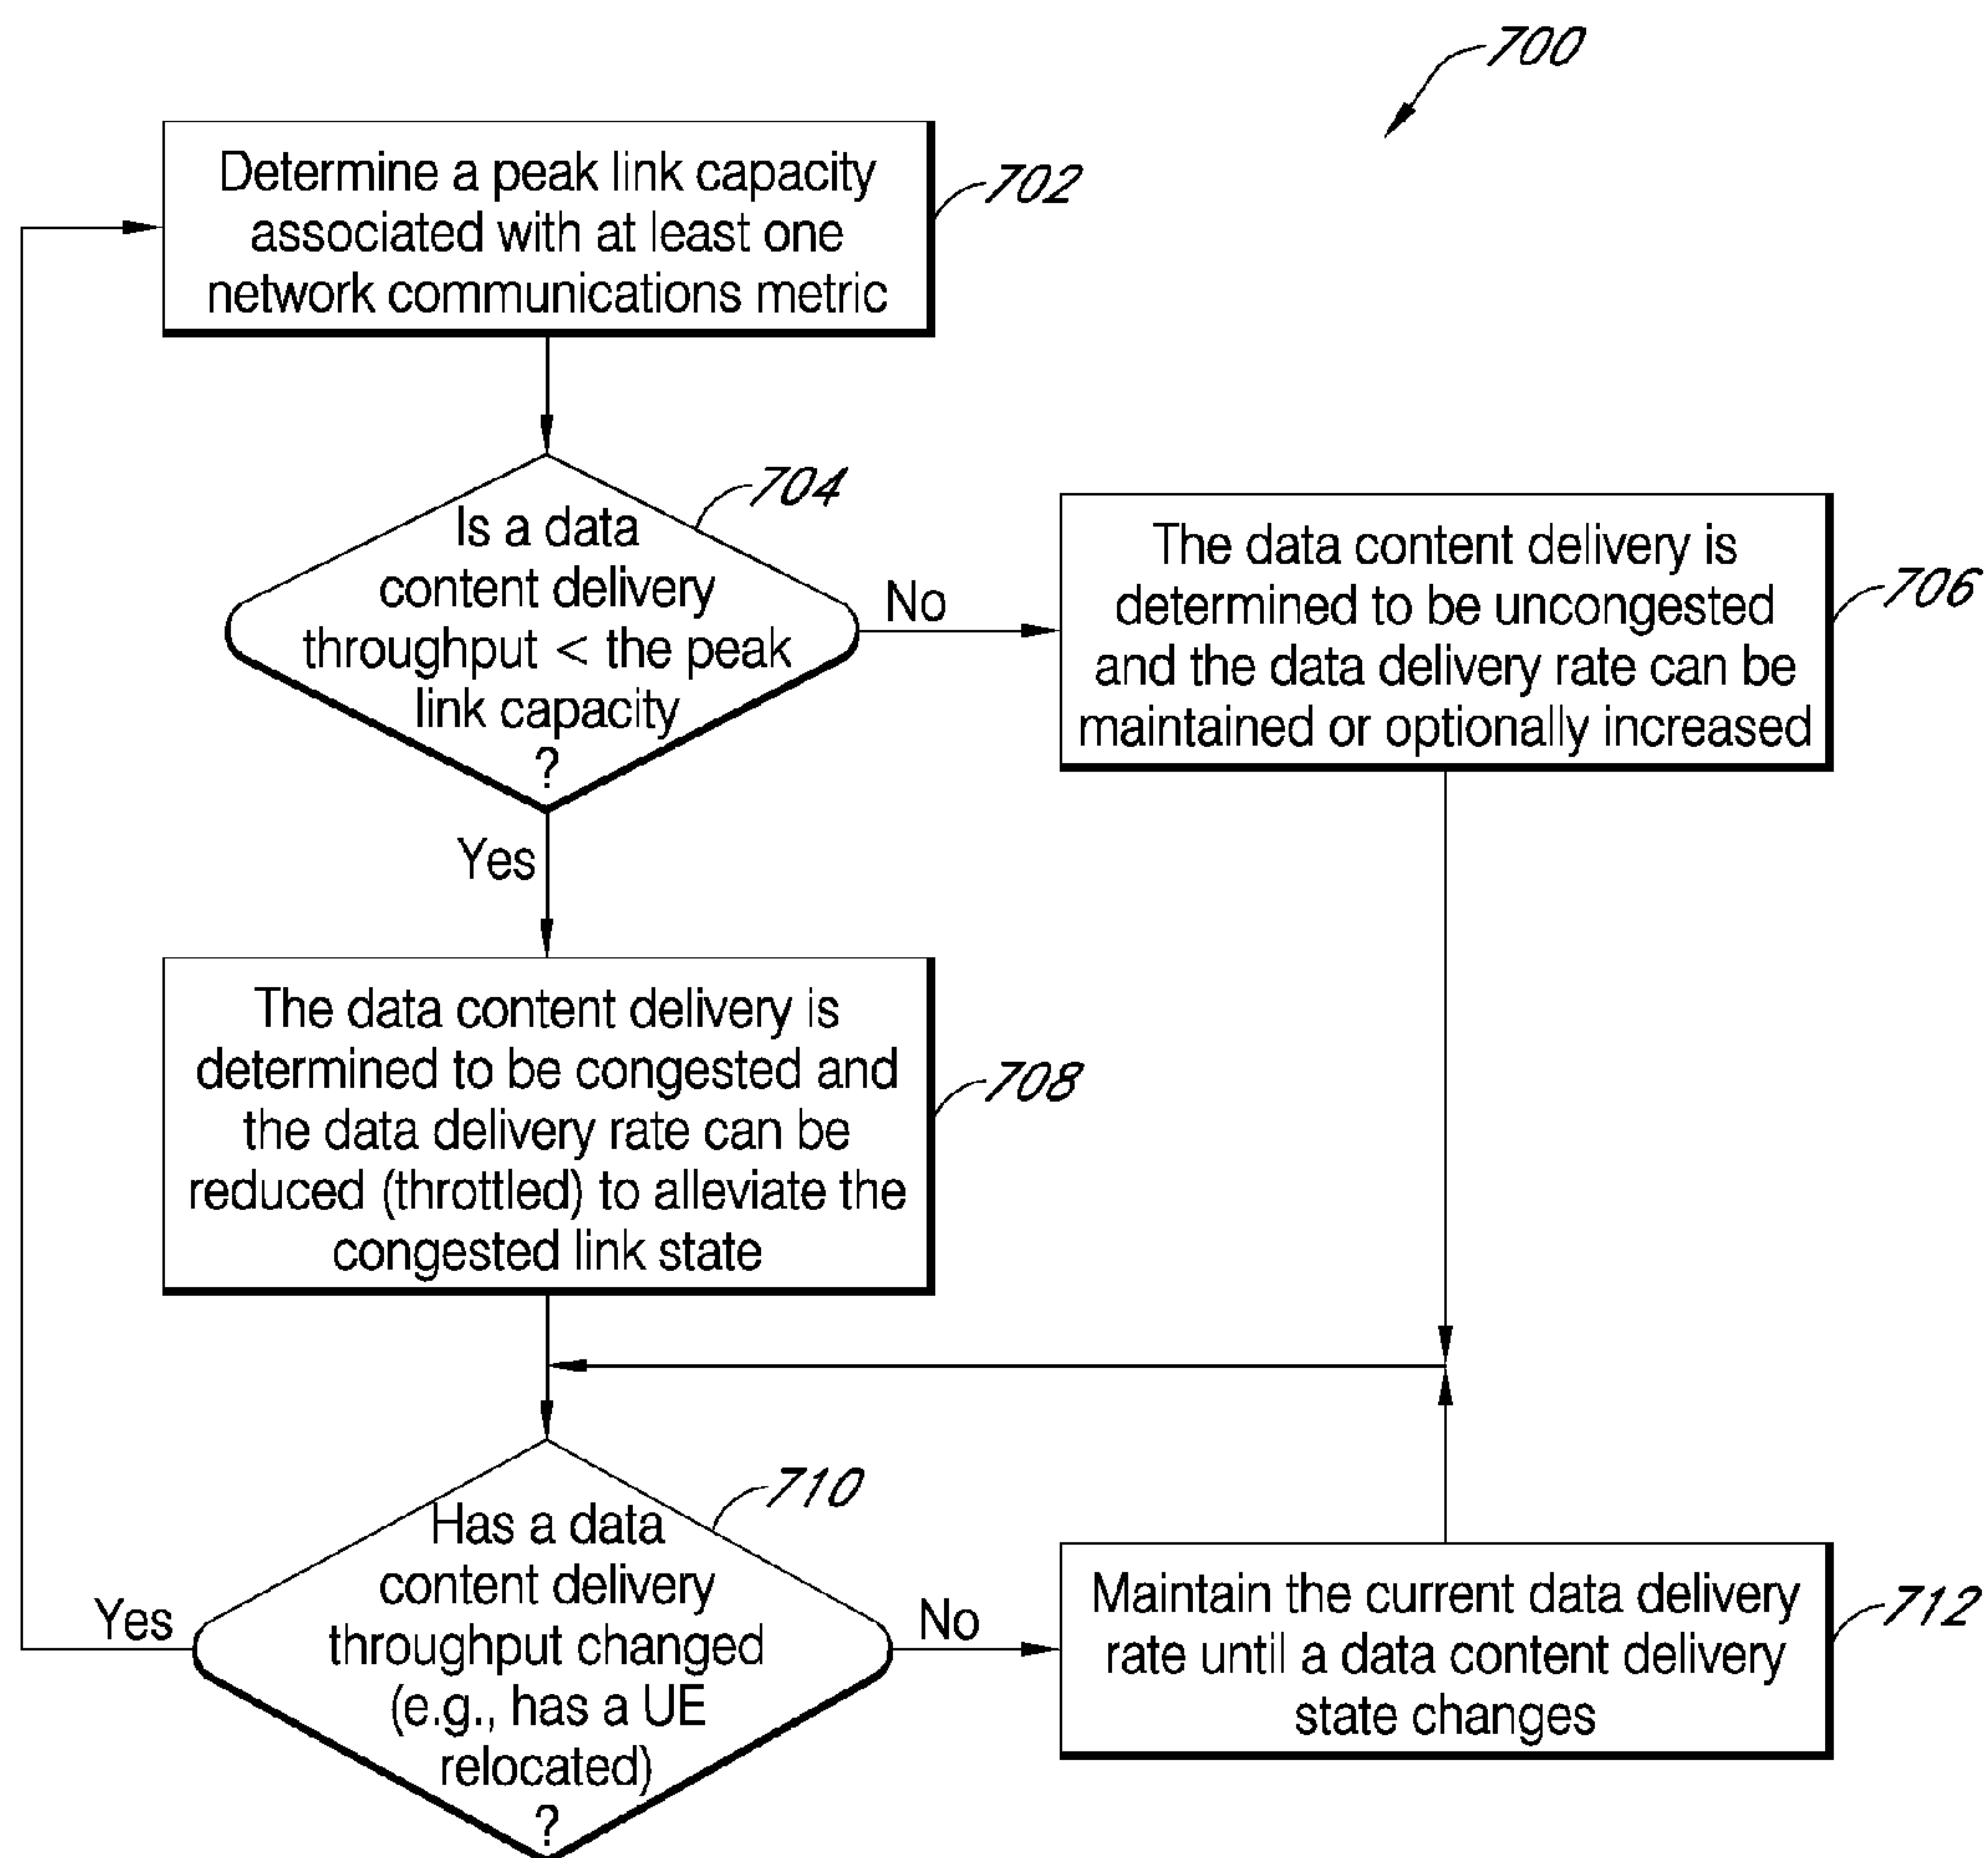 700
Determine a peak link capacity
associated with at least one
network communications metric
702
704
Is a data
content delivery
throughput < the peak
link capacity
?
No
The data content delivery is
determined to be uncongested
and the data delivery rate can be
maintained or optionally increased
706
Yes
The data content delivery is
determined to be congested and
the data delivery rate can be
reduced (throttled) to alleviate the
congested link state
708
710
Has a data
content delivery
throughput changed
(e.g., has a UE
relocated)
?
Yes
No
Maintain the current data delivery
rate until a data content delivery
state changes
712